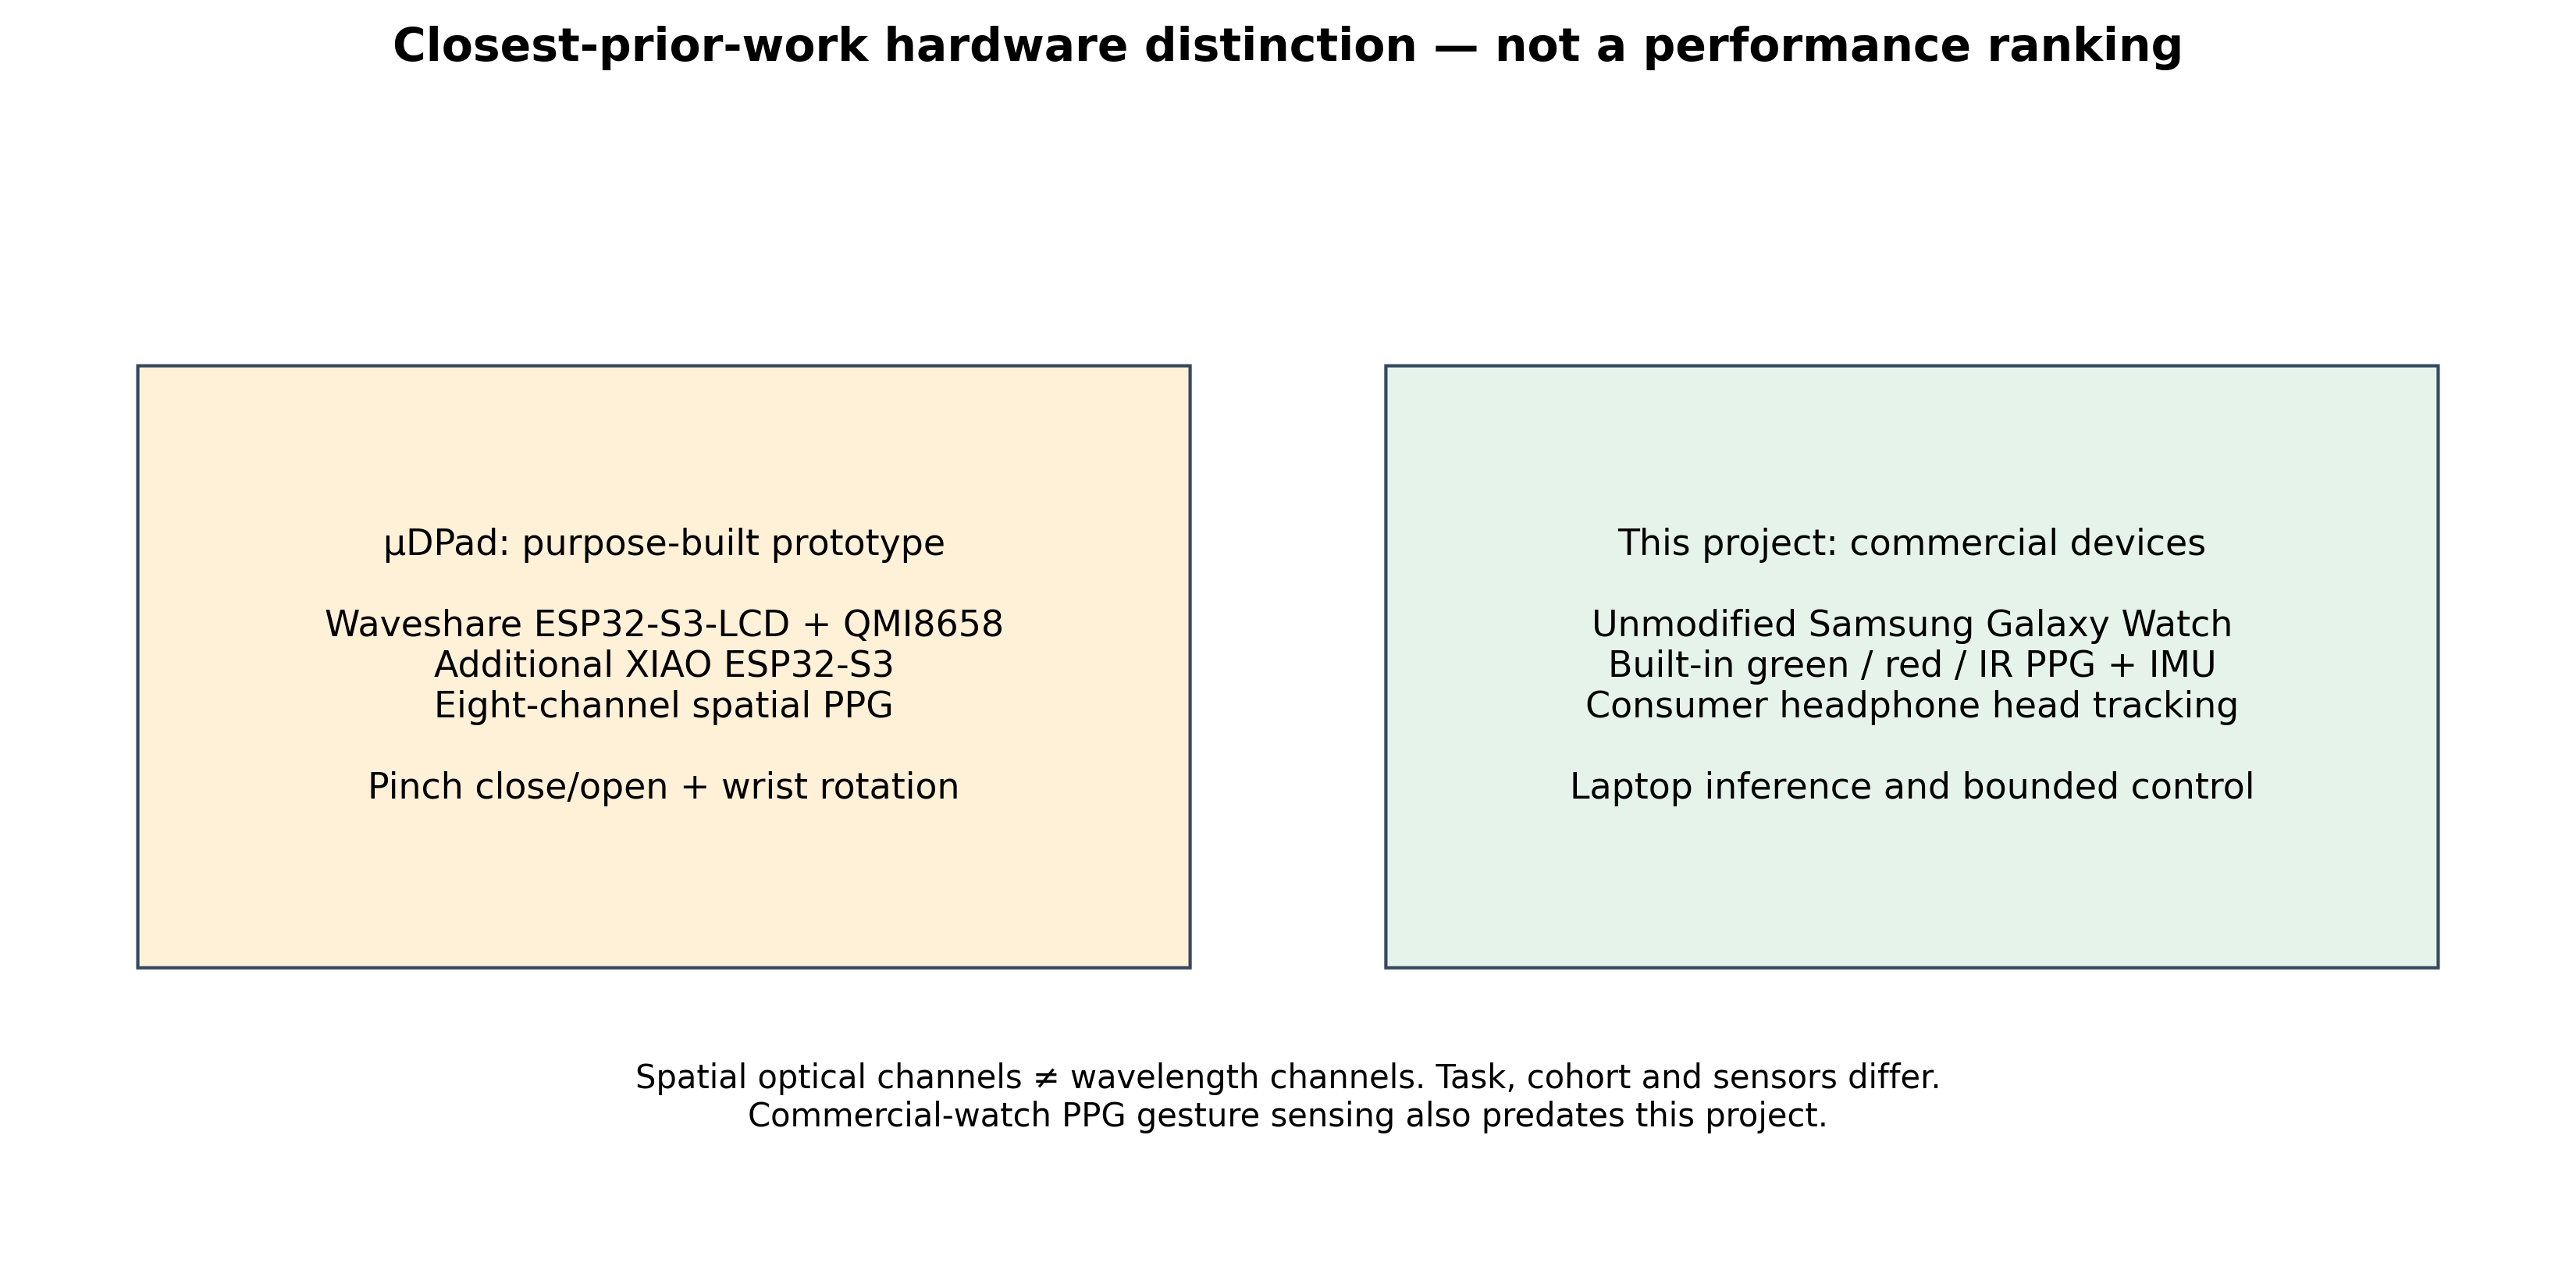 Closest-prior-work hardware distinction — not a performance ranking
µDPad: purpose-built prototype
Waveshare ESP32-S3-LCD + QMI8658
Additional XIAO ESP32-S3
Eight-channel spatial PPG
Pinch close/open + wrist rotation
This project: commercial devices
Unmodified Samsung Galaxy Watch
Built-in green / red / IR PPG + IMU
Consumer headphone head tracking
Laptop inference and bounded control
Spatial optical channels ≠ wavelength channels. Task, cohort and sensors differ.
Commercial-watch PPG gesture sensing also predates this project.